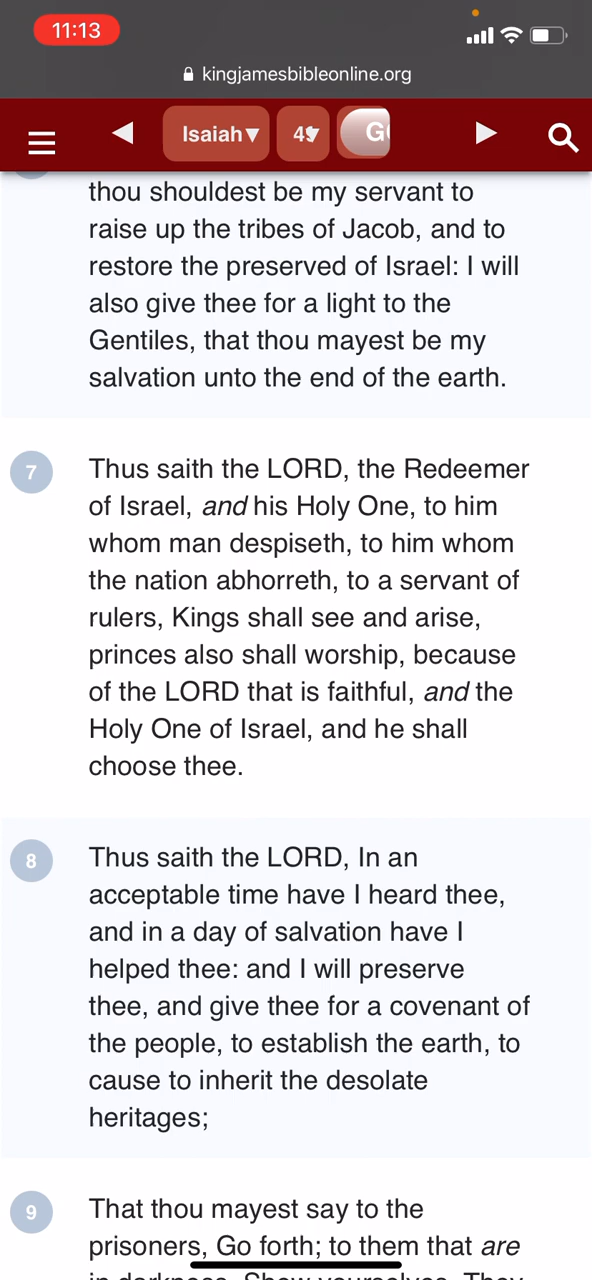 11:13
kingjamesbibleonline.org
Isaiah
thou shouldest be my servant to
raise up the tribes of Jacob, and to
restore the preserved of Israel: I will
also give thee for a light to the
Gentiles, that thou mayest be my
salvation unto the end of the earth.
7
Thus saith the LORD, the Redeemer
of Israel, and his Holy One, to him
whom man despiseth, to him whom
the nation abhorreth, to a servant of
rulers, Kings shall see and arise,
princes also shall worship, because
of the LORD that is faithful, and the
Holy One of Israel, and he shall
choose thee.
8
Thus saith the LORD, In an
acceptable time have I heard thee,
and in a day of salvation have I
helped thee: and I will preserve
thee, and give thee for a covenant of
the people, to establish the earth, to
cause to inherit the desolate
heritages;
9
That thou mayest say to the
prisoners, Go forth; to them that are
in darkness, Shew yourselves. They